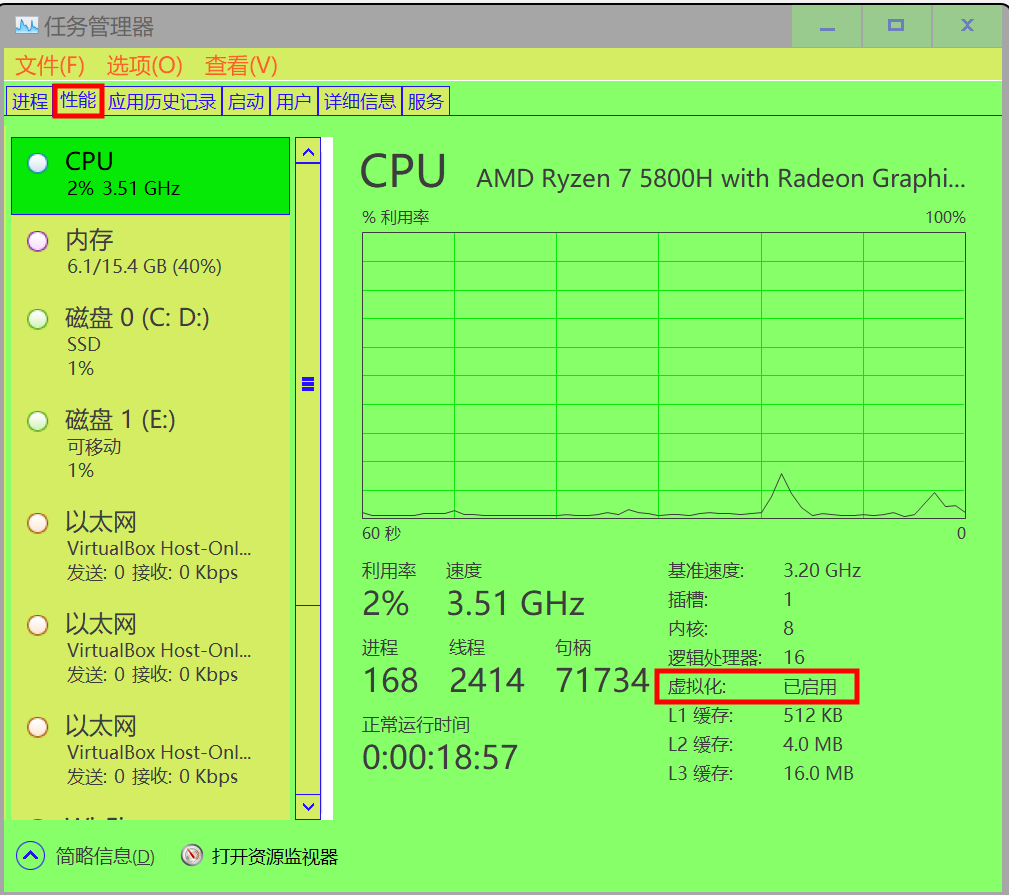 任务管理器
文件(F) 选项(O) 查看(V)
进程 性能 应用历史记录 启动 用户 详细信息 服务
CPU
2% 3.51 GHz
内存
6.1/15.4 GB (40%)
磁盘 0 (C: D:)
SSD
1%
磁盘 1 (E:)
可移动
1%
以太网
VirtualBox Host-Onl...
发送: 0 接收: 0 Kbps
以太网
VirtualBox Host-Onl...
发送: 0 接收: 0 Kbps
以太网
VirtualBox Host-Onl...
发送: 0 接收: 0 Kbps
CPU AMD Ryzen 7 5800H with Radeon Graphi...
% 利用率 100%
60 秒 0
利用率 速度
2% 3.51 GHz
进程 线程 句柄
168 2414 71734
正常运行时间
0:00:18:57
基准速度: 3.20 GHz
插槽: 1
内核: 8
逻辑处理器: 16
虚拟化: 已启用
L1 缓存: 512 KB
L2 缓存: 4.0 MB
L3 缓存: 16.0 MB
简略信息(D) 打开资源监视器